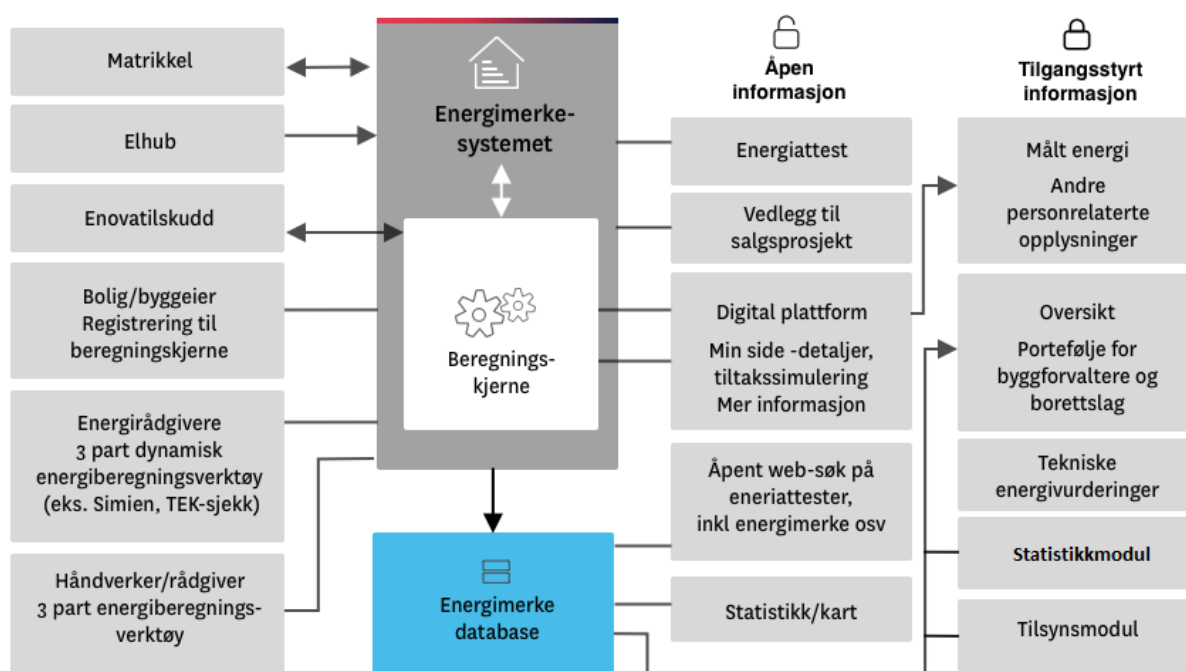 Matrikkel
Elhub
Enovatilskudd
Bolig/byggeier
Registrering til
beregningskjerne
Energirådgivere
3 part dynamisk
energiberegningsverktøy
(eks. Simien, TEK-sjekk)
Håndverker/rådgiver
3 part energiberegnings-
verktøy
Energimerke-
systemet
Beregnings-
kjerne
Energimerke
database
Åpen
informasjon
Energiattest
Vedlegg til
salgsprosjekt
Digital plattform
Min side -detaljer,
tiltakssimulering
Mer informasjon
Åpent web-søk på
eneriattester,
inkl energimerke osv
Statistikk/kart
Tilgangsstyrt
informasjon
Målt energi
Andre
personrelaterte
opplysninger
Oversikt
Portefølje for
byggforvaltere og
borettslag
Tekniske
energivurderinger
Statistikkmodul
Tilsynsmodul